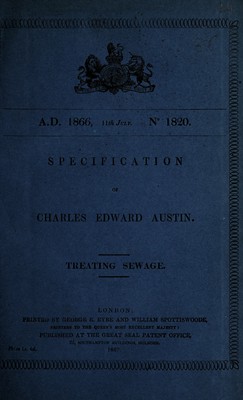 A.D. 1866, 11th JULY. Nº 1820.
SPECIFICATION
OF
CHARLES EDWARD AUSTIN.
TREATING SEWAGE.
LONDON:
PRINTED BY GEORGE E. EYRE AND WILLIAM SPOTTISWOODE,
PRINTERS TO THE QUEEN'S MOST EXCELLENT MAJESTY:
PUBLISHED AT THE GREAT SEAL PATENT OFFICE,
25, SOUTHAMPTON BUILDINGS, HOLBORN.
1867.
Price